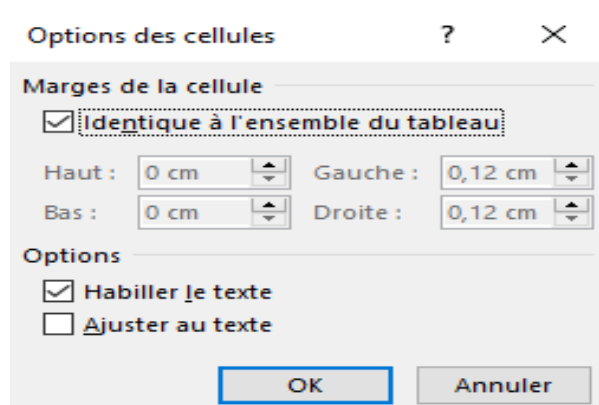 Options des cellules ? ×
Marges de la cellule
Identique à l'ensemble du tableau
Haut : 0 cm Gauche : 0,12 cm
Bas : 0 cm Droite : 0,12 cm
Options
Habiller le texte
Ajuster au texte
OK Annuler